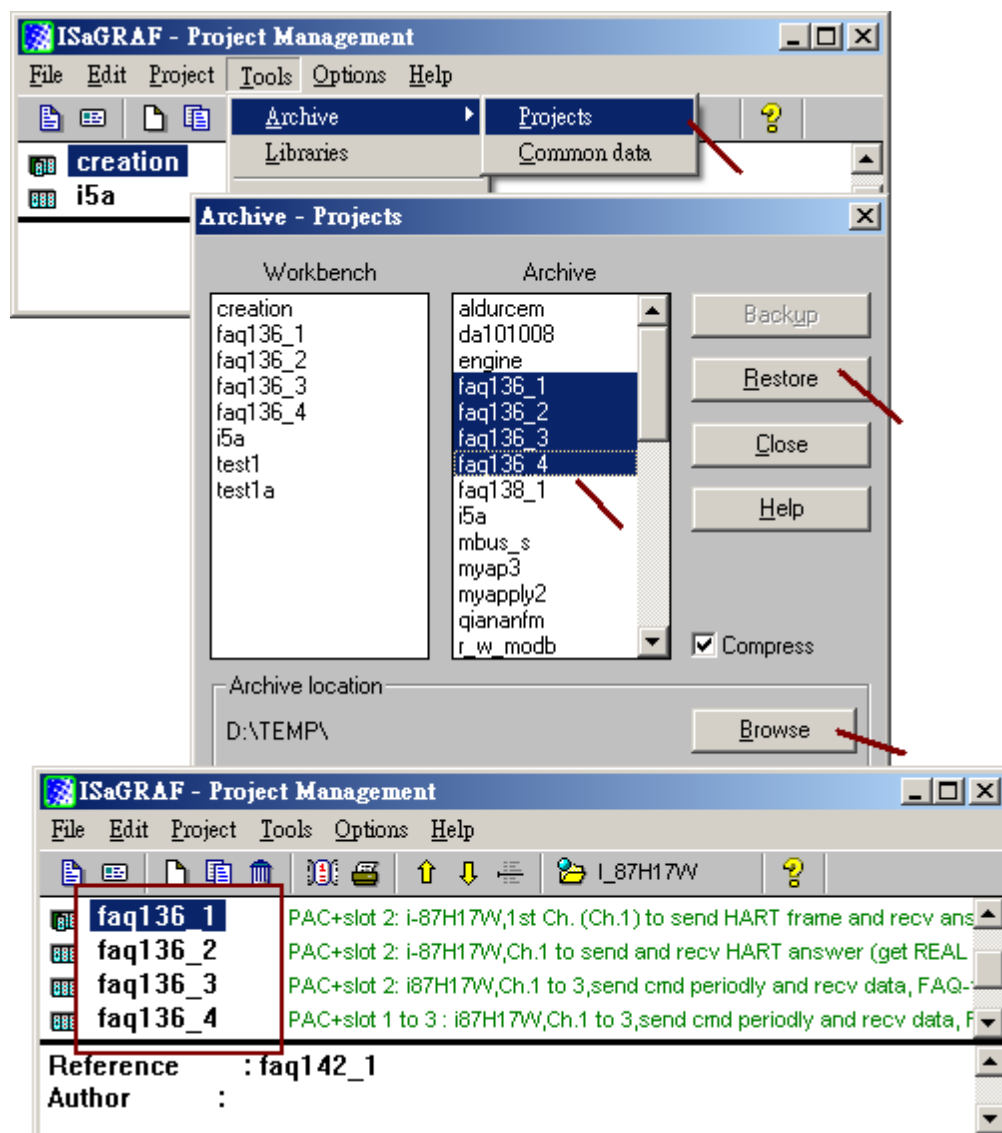 ISaGRAF - Project Management
File Edit Project Tools Options Help
Archive
Projects
Libraries
Common data
creation
i5a
Archive - Projects
Workbench
Archive
creation
faq136_1
faq136_2
faq136_3
faq136_4
i5a
test1
test1a
aldurcem
da101008
engine
faq136_1
faq136_2
faq136_3
faq136_4
faq138_1
i5a
mbus_s
myap3
myapply2
qiananfm
r_w_modb
Backup
Restore
Close
Help
Compress
Archive location
D:\TEMP\
Browse
ISaGRAF - Project Management
File Edit Project Tools Options Help
I_87H17W
faq136_1 PAC+slot 2: i-87H17W,1st Ch. (Ch.1) to send HART frame and recv ans
faq136_2 PAC+slot 2: i-87H17W,Ch.1 to send and recv HART answer (get REAL
faq136_3 PAC+slot 2: i87H17W,Ch.1 to 3,send cmd periodly and recv data, FAQ-
faq136_4 PAC+slot 1 to 3 : i87H17W,Ch.1 to 3,send cmd periodly and recv data, F
Reference : faq142_1
Author :